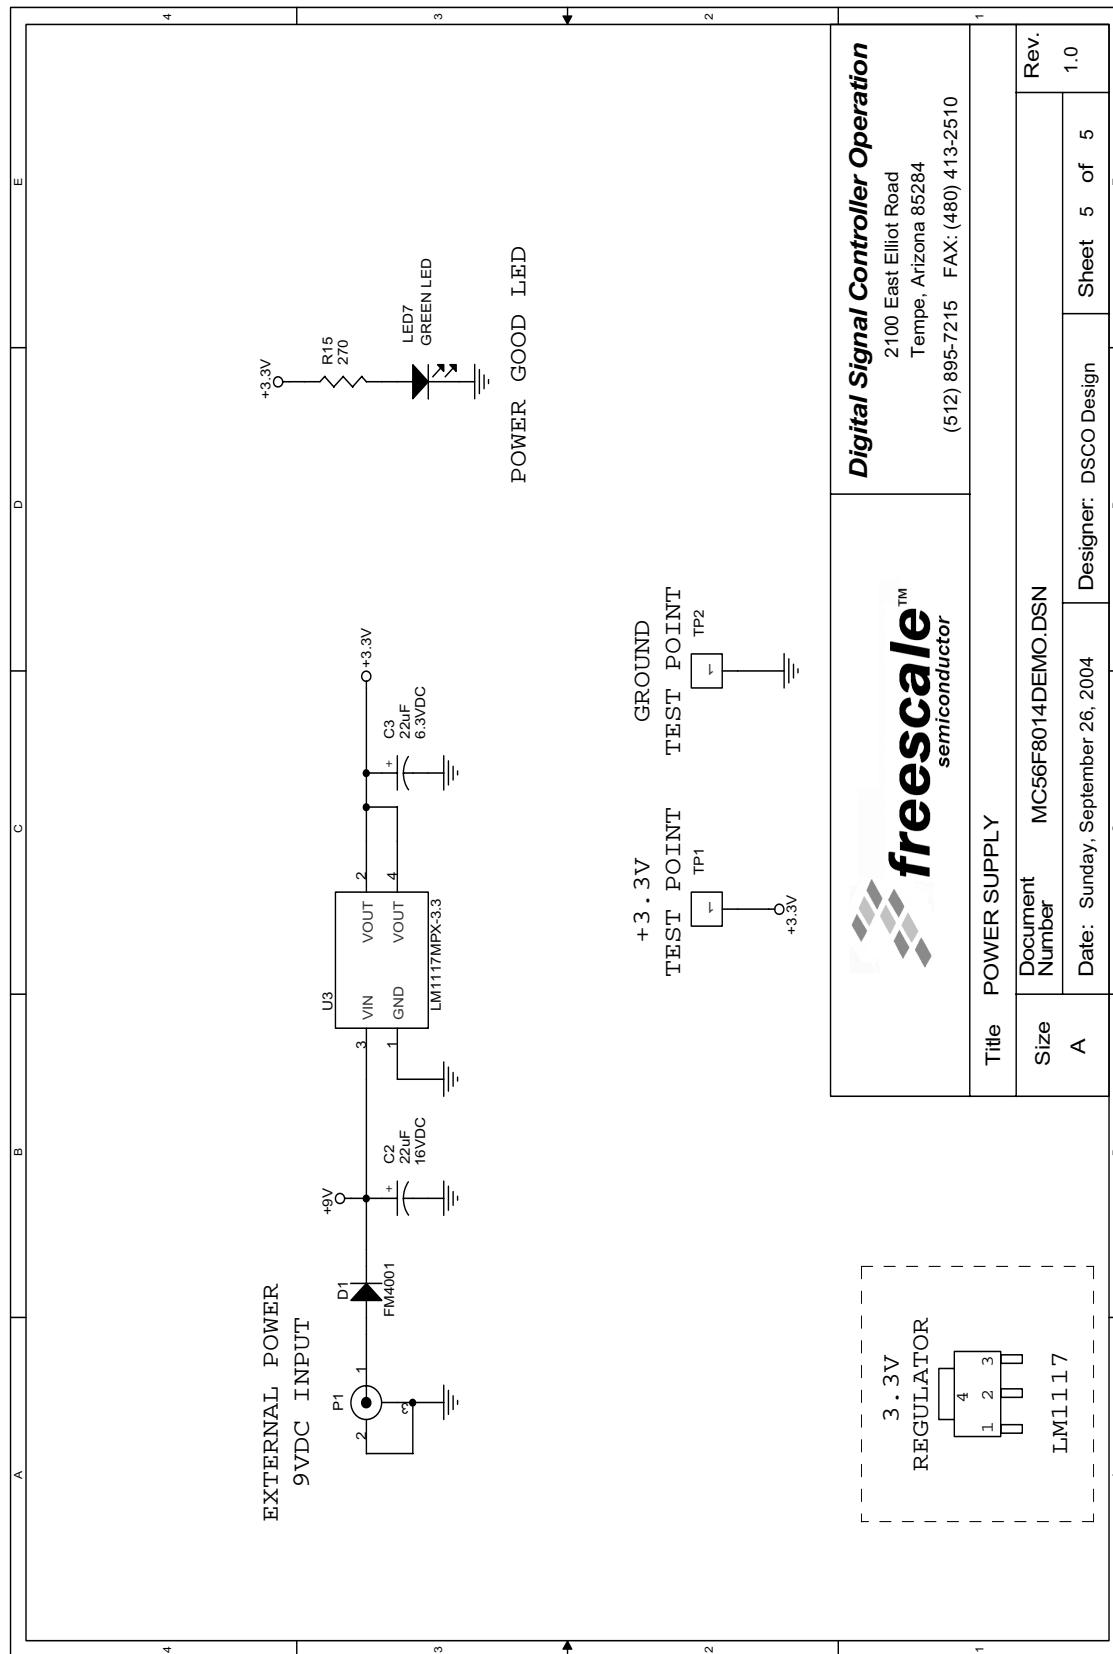 A
B
C
D
E
4
4
3
3
2
2
1
1
EXTERNAL POWER
9VDC INPUT
P1
1
2
3
D1
FM4001
+9V
C2
22uF
16VDC
U3
3
VIN
1
GND
VOUT
2
VOUT
4
LM1117MPX-3.3
C3
22uF
6.3VDC
+
+
+3.3V
+3.3V
R15
270
LED7
GREEN LED
POWER GOOD LED
+3.3V
TEST POINT
TP1
1
+3.3V
GROUND
TEST POINT
TP2
1
3.3V
REGULATOR
4
1 2 3
LM1117
freescale™
semiconductor
Digital Signal Controller Operation
2100 East Elliot Road
Tempe, Arizona 85284
(512) 895-7215 FAX: (480) 413-2510
Title POWER SUPPLY
Size
A
Document
Number
MC56F8014DEMO.DSN
Rev.
1.0
Date: Sunday, September 26, 2004
Designer: DSCO Design
Sheet 5 of 5